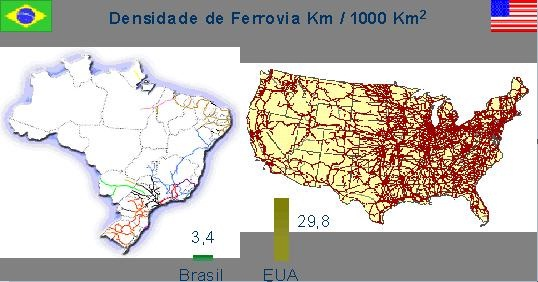 Densidade de Ferrovia Km / 1000 Km²
3,4
29,8
Brasil
EUA